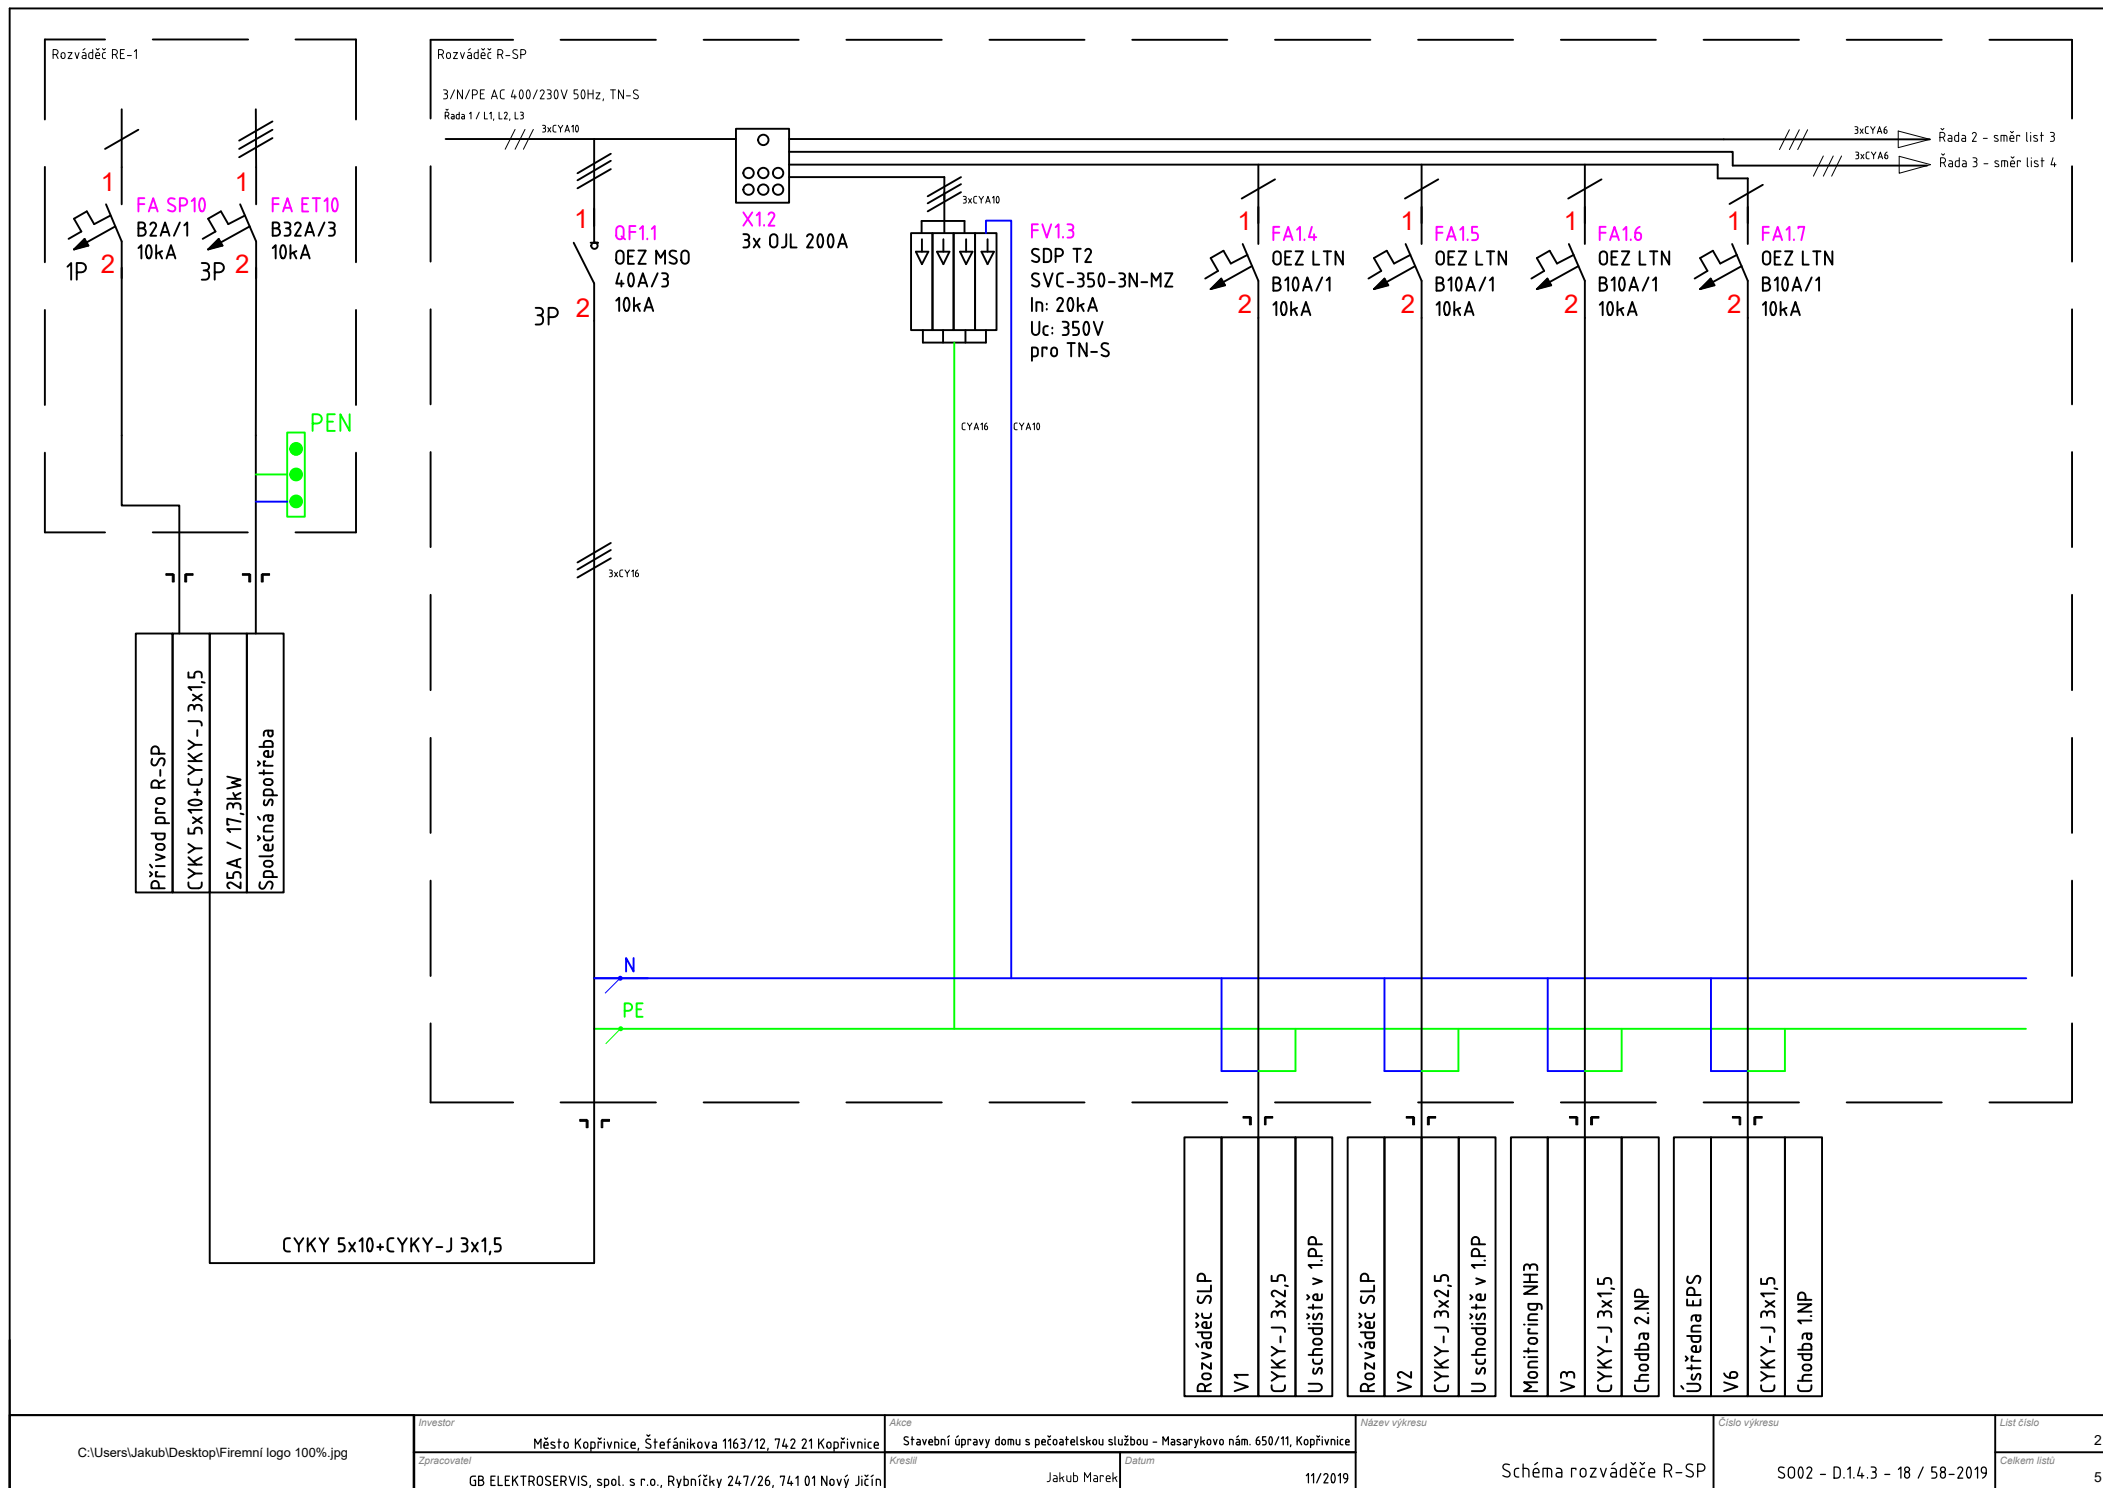 Rozváděč RE-1
1
FA SP10
B2A/1
10kA
1P
2
1
FA ET10
B32A/3
10kA
3P
2
PEN
Přívod pro R-SP
CYKY 5x10+CYKY-J 3x1,5
25A / 17,3kW
Společná spotřeba
CYKY 5x10+CYKY-J 3x1,5
Rozváděč R-SP
3/N/PE AC 400/230V 50Hz, TN-S
Řada 1 / L1, L2, L3
3xCYA10
1
QF1.1
OEZ MSO
40A/3
10kA
3P
2
3xCY16
X1.2
3x OJL 200A
3xCYA10
FV1.3
SDP T2
SVC-350-3N-MZ
In: 20kA
Uc: 350V
pro TN-S
CYA16
CYA10
3xCYA6
Řada 2 - směr list 3
3xCYA6
Řada 3 - směr list 4
1
FA1.4
OEZ LTN
B10A/1
10kA
2
1
FA1.5
OEZ LTN
B10A/1
10kA
2
1
FA1.6
OEZ LTN
B10A/1
10kA
2
1
FA1.7
OEZ LTN
B10A/1
10kA
2
N
PE
Rozváděč SLP
V1
CYKY-J 3x2,5
U schodiště v 1.PP
Rozváděč SLP
V2
CYKY-J 3x2,5
U schodiště v 1.PP
Monitoring NH3
V3
CYKY-J 3x1,5
Chodba 2.NP
Ústředna EPS
V6
CYKY-J 3x1,5
Chodba 1.NP
C:\Users\Jakub\Desktop\Firemní logo 100%.jpg
Investor
Město Kopřivnice, Štefánikova 1163/12, 742 21 Kopřivnice
Zpracovatel
GB ELEKTROSERVIS, spol. s r.o., Rybníčky 247/26, 741 01 Nový Jičín
Akce
Stavební úpravy domu s pečoatelskou službou - Masarykovo nám. 650/11, Kopřivnice
Kreslil
Jakub Marek
Datum
11/2019
Název výkresu
Schéma rozváděče R-SP
Číslo výkresu
SO02 - D.1.4.3 - 18 / 58-2019
List číslo
2
Celkem listů
5